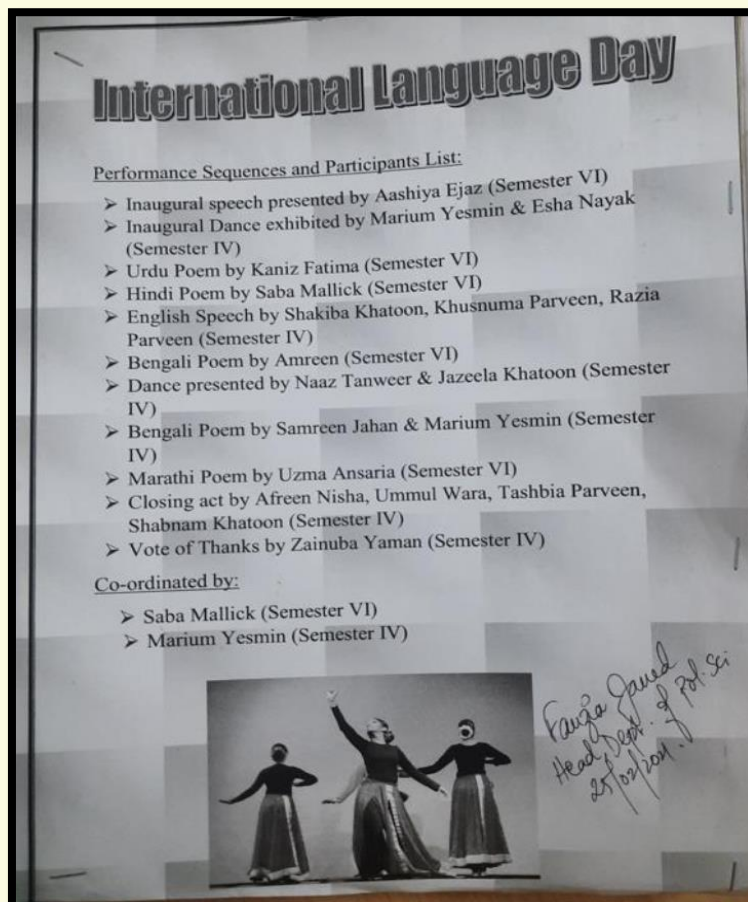 International Language Day
Performance Sequences and Participants List:
➢ Inaugural speech presented by Aashiya Ejaz (Semester VI)
➢ Inaugural Dance exhibited by Marium Yesmin & Esha Nayak
(Semester IV)
➢ Urdu Poem by Kaniz Fatima (Semester VI)
➢ Hindi Poem by Saba Mallick (Semester VI)
➢ English Speech by Shakiba Khatoon, Khusnuma Parveen, Razia
Parveen (Semester IV)
➢ Bengali Poem by Amreen (Semester VI)
➢ Dance presented by Naaz Tanweer & Jazeela Khatoon (Semester
IV)
➢ Bengali Poem by Samreen Jahan & Marium Yesmin (Semester
IV)
➢ Marathi Poem by Uzma Ansaria (Semester VI)
➢ Closing act by Afreen Nisha, Ummul Wara, Tashbia Parveen,
Shabnam Khatoon (Semester IV)
➢ Vote of Thanks by Zainuba Yaman (Semester IV)
Co-ordinated by:
➢ Saba Mallick (Semester VI)
➢ Marium Yesmin (Semester IV)
Fauzia Javed
Head, Dept. of Pol. Sci